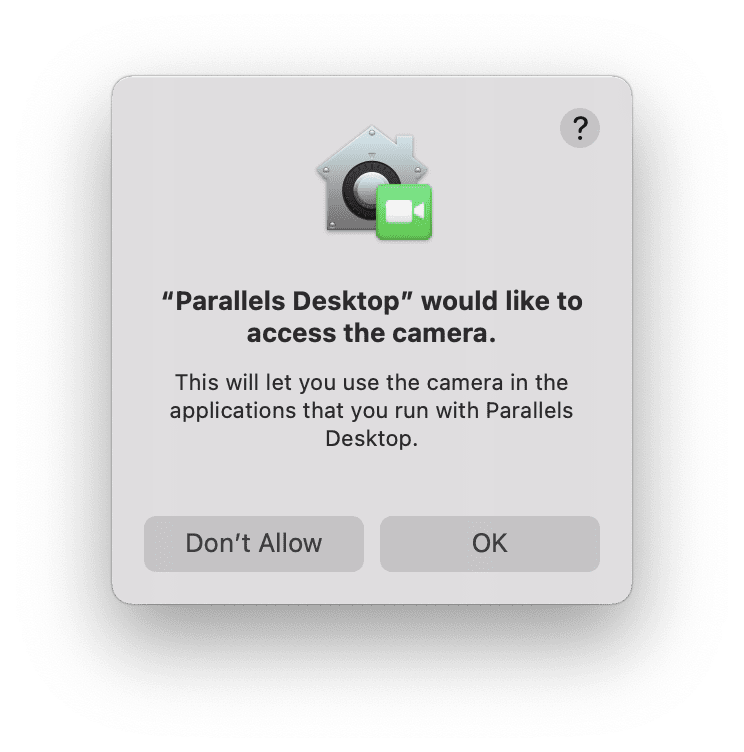 ?
“Parallels Desktop” would like to
access the camera.
This will let you use the camera in the
applications that you run with Parallels
Desktop.
Don’t Allow
OK